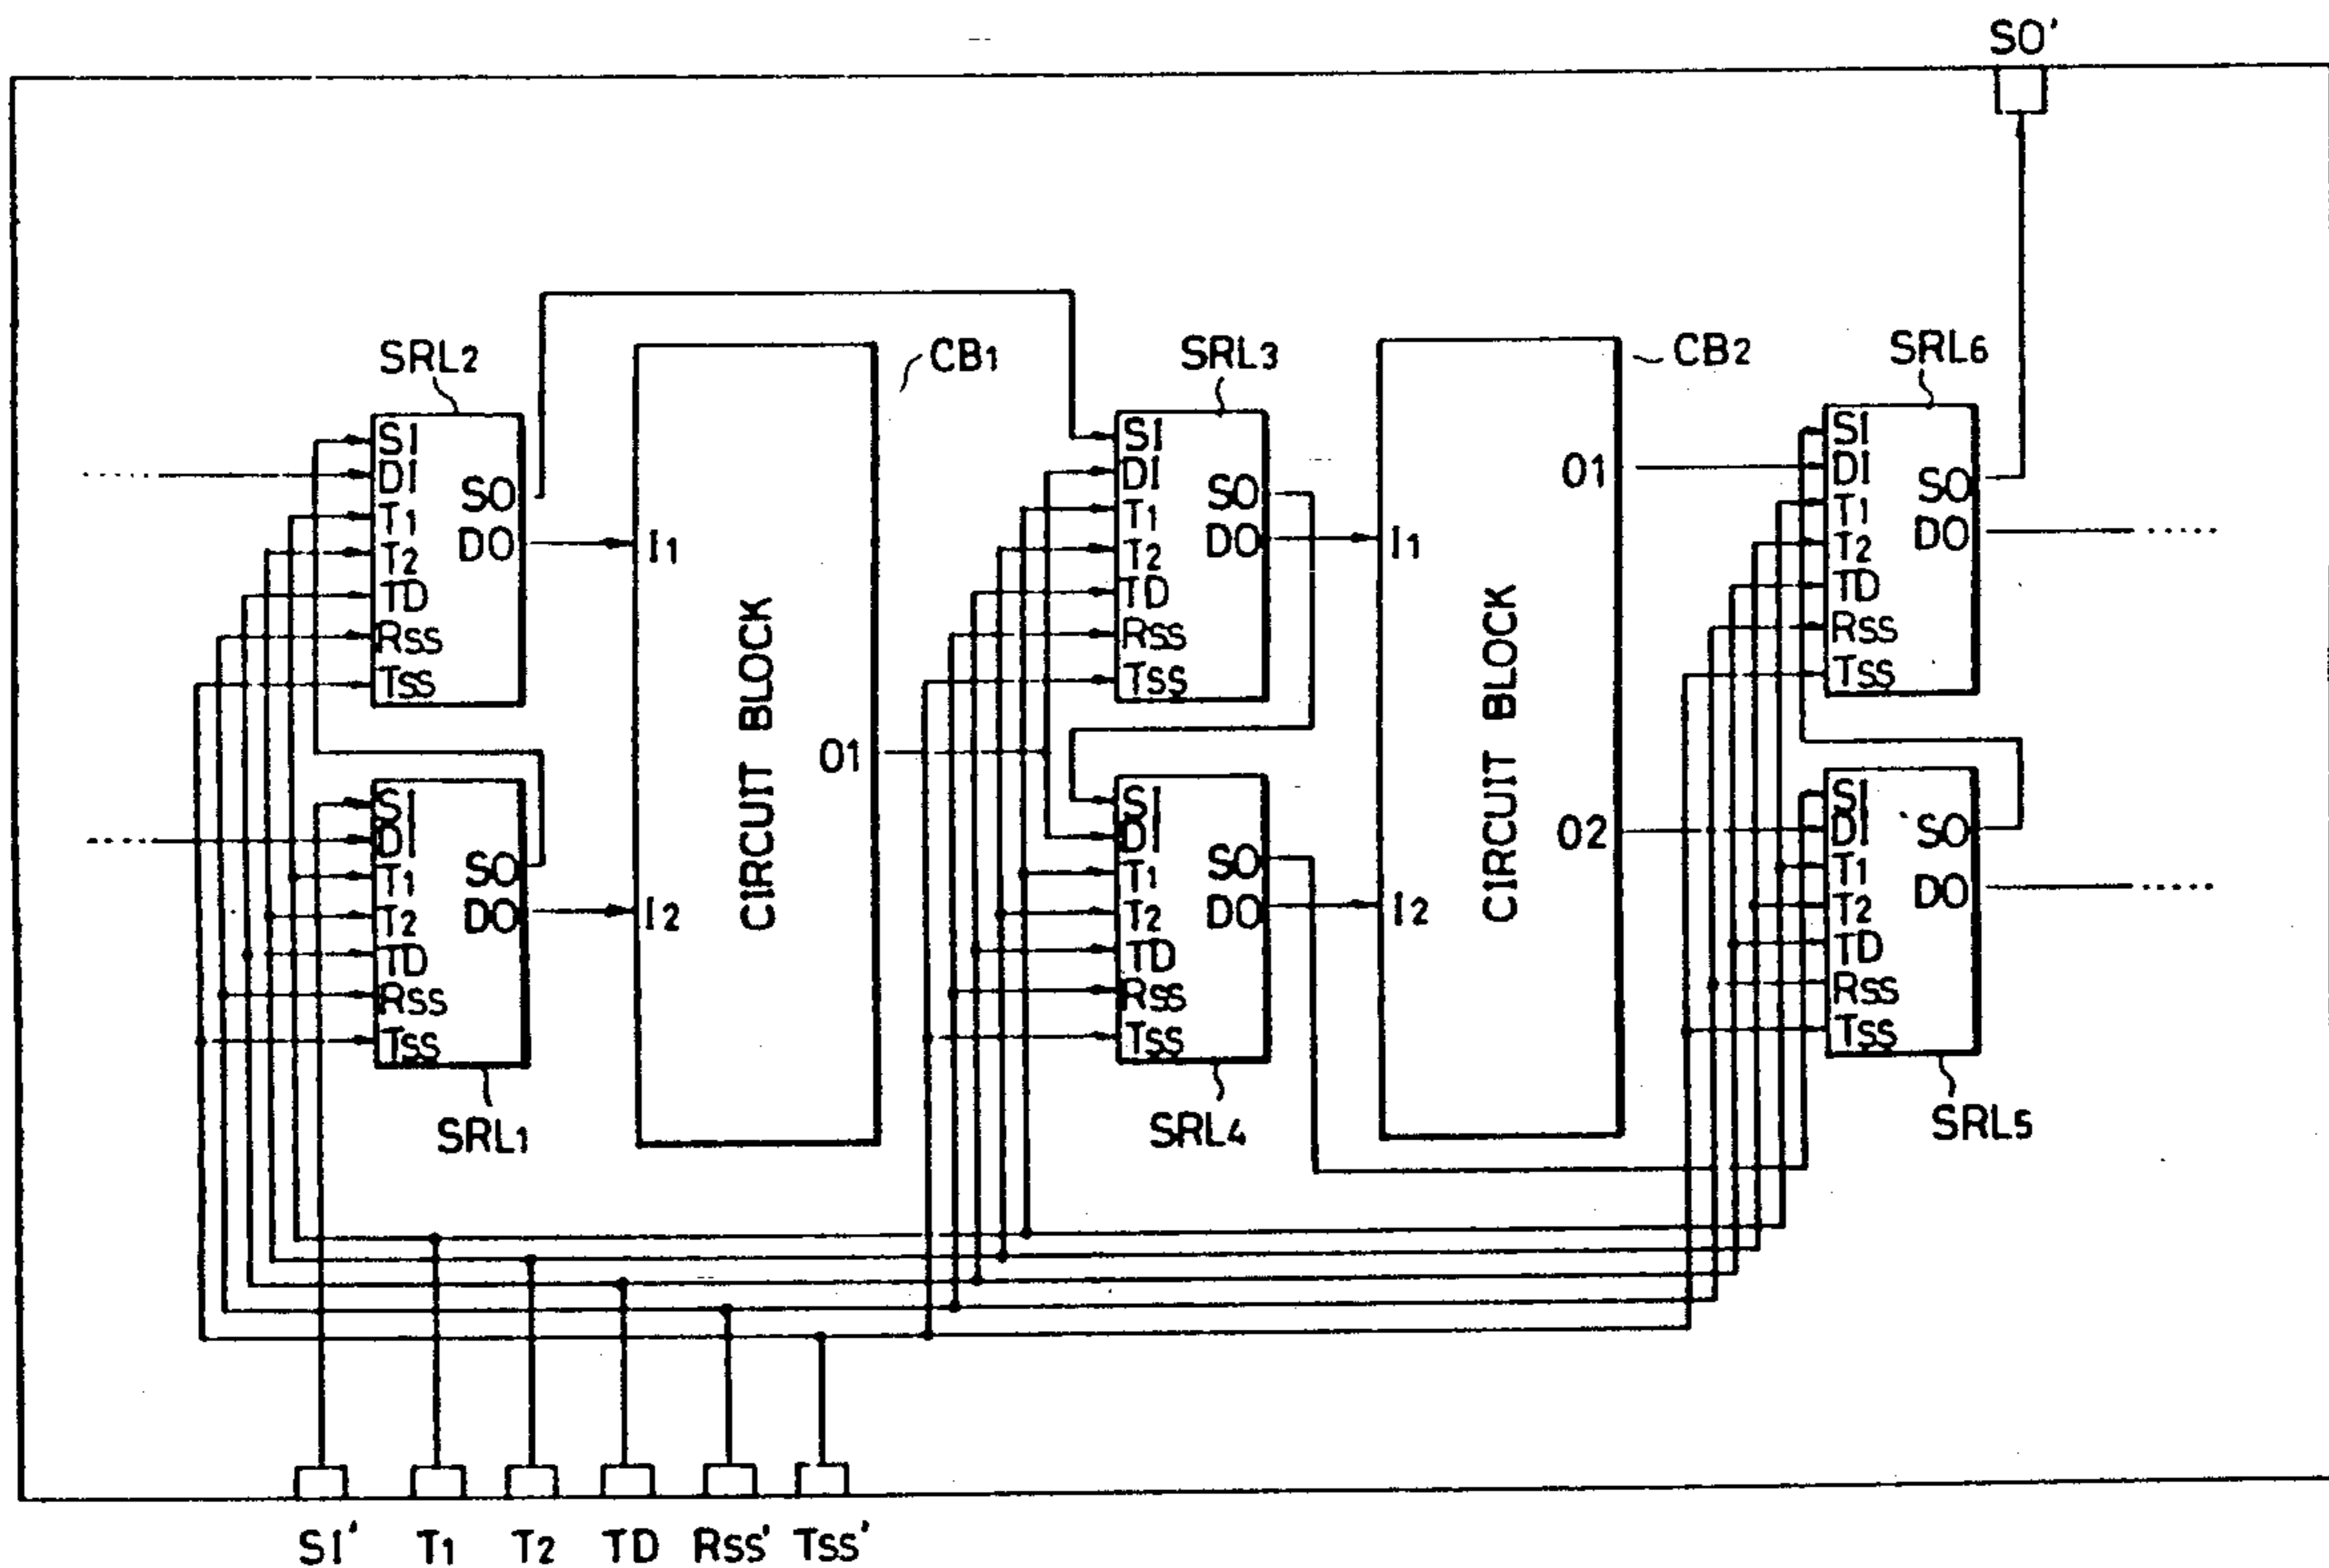 SO'
SRL2
SI
DI
T1
T2
TD
RSS
TSS
SO
DO
SRL1
SI
DI
T1
T2
TD
RSS
TSS
SO
DO
CB1
I1
I2
CIRCUIT BLOCK
O1
SRL3
SI
DI
T1
T2
TD
RSS
TSS
SO
DO
SRL4
SI
DI
T1
T2
TD
RSS
TSS
SO
DO
CB2
I1
I2
CIRCUIT BLOCK
O1
O2
SRL6
SI
DI
T1
T2
TD
RSS
TSS
SO
DO
SRL5
SI
DI
T1
T2
TD
RSS
TSS
SO
DO
SI' T1 T2 TD RSS' TSS'